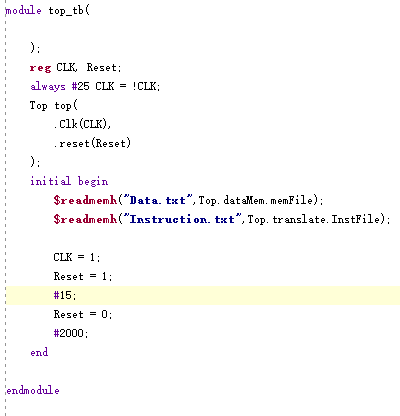 module top_tb(
);
reg CLK, Reset;
always #25 CLK = !CLK;
Top top(
.Clk(CLK),
.reset(Reset)
);
initial begin
$readmemh("Data.txt",Top.dataMem.memFile);
$readmemh("Instruction.txt",Top.translate.InstFile);
CLK = 1;
Reset = 1;
#15;
Reset = 0;
#2000;
end
endmodule